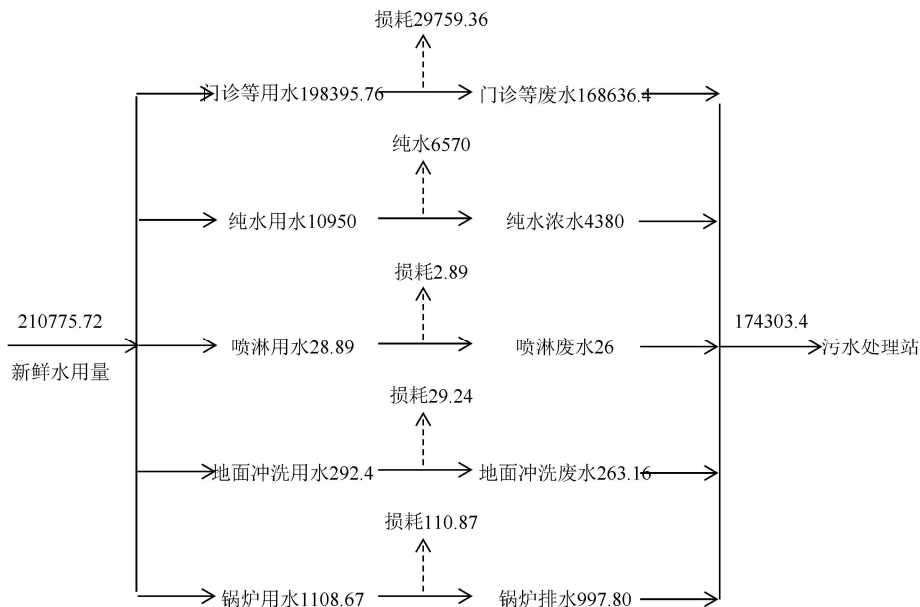 损耗29759.36
门诊等用水198395.76
门诊等废水168636.4
纯水6570
纯水用水10950
纯水浓水4380
损耗2.89
210775.72
新鲜水用量
喷淋用水28.89
喷淋废水26
174303.4
污水处理站
损耗29.24
地面冲洗用水292.4
地面冲洗废水263.16
损耗110.87
锅炉用水1108.67
锅炉排水997.80